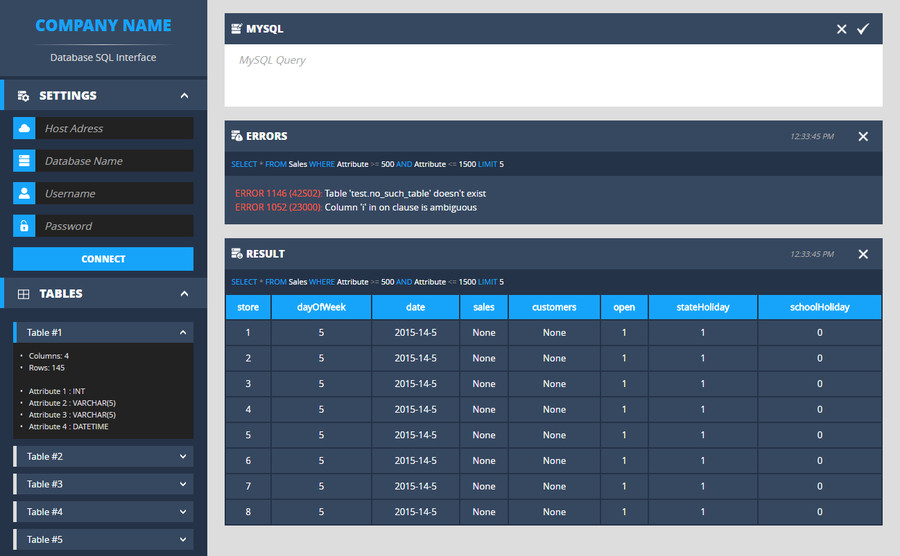 COMPANY NAME
Database SQL Interface
SETTINGS
Host Adress
Database Name
Username
Password
CONNECT
TABLES
Table #1
• Columns: 4
• Rows: 145
• Attribute 1 : INT
• Attribute 2 : VARCHAR(5)
• Attribute 3 : VARCHAR(5)
• Attribute 4 : DATETIME
Table #2
Table #3
Table #4
Table #5
MYSQL
MySQL Query
ERRORS 12:33:45 PM
SELECT * FROM Sales WHERE Attribute >= 500 AND Attribute <= 1500 LIMIT 5
ERROR 1146 (42S02): Table 'test.no_such_table' doesn't exist
ERROR 1052 (23000): Column 'i' in on clause is ambiguous
RESULT 12:33:45 PM
SELECT * FROM Sales WHERE Attribute >= 500 AND Attribute <= 1500 LIMIT 5
store dayOfWeek date sales customers open stateHoliday schoolHoliday
1 5 2015-14-5 None None 1 1 0
2 5 2015-14-5 None None 1 1 0
3 5 2015-14-5 None None 1 1 0
4 5 2015-14-5 None None 1 1 0
5 5 2015-14-5 None None 1 1 0
6 5 2015-14-5 None None 1 1 0
7 5 2015-14-5 None None 1 1 0
8 5 2015-14-5 None None 1 1 0